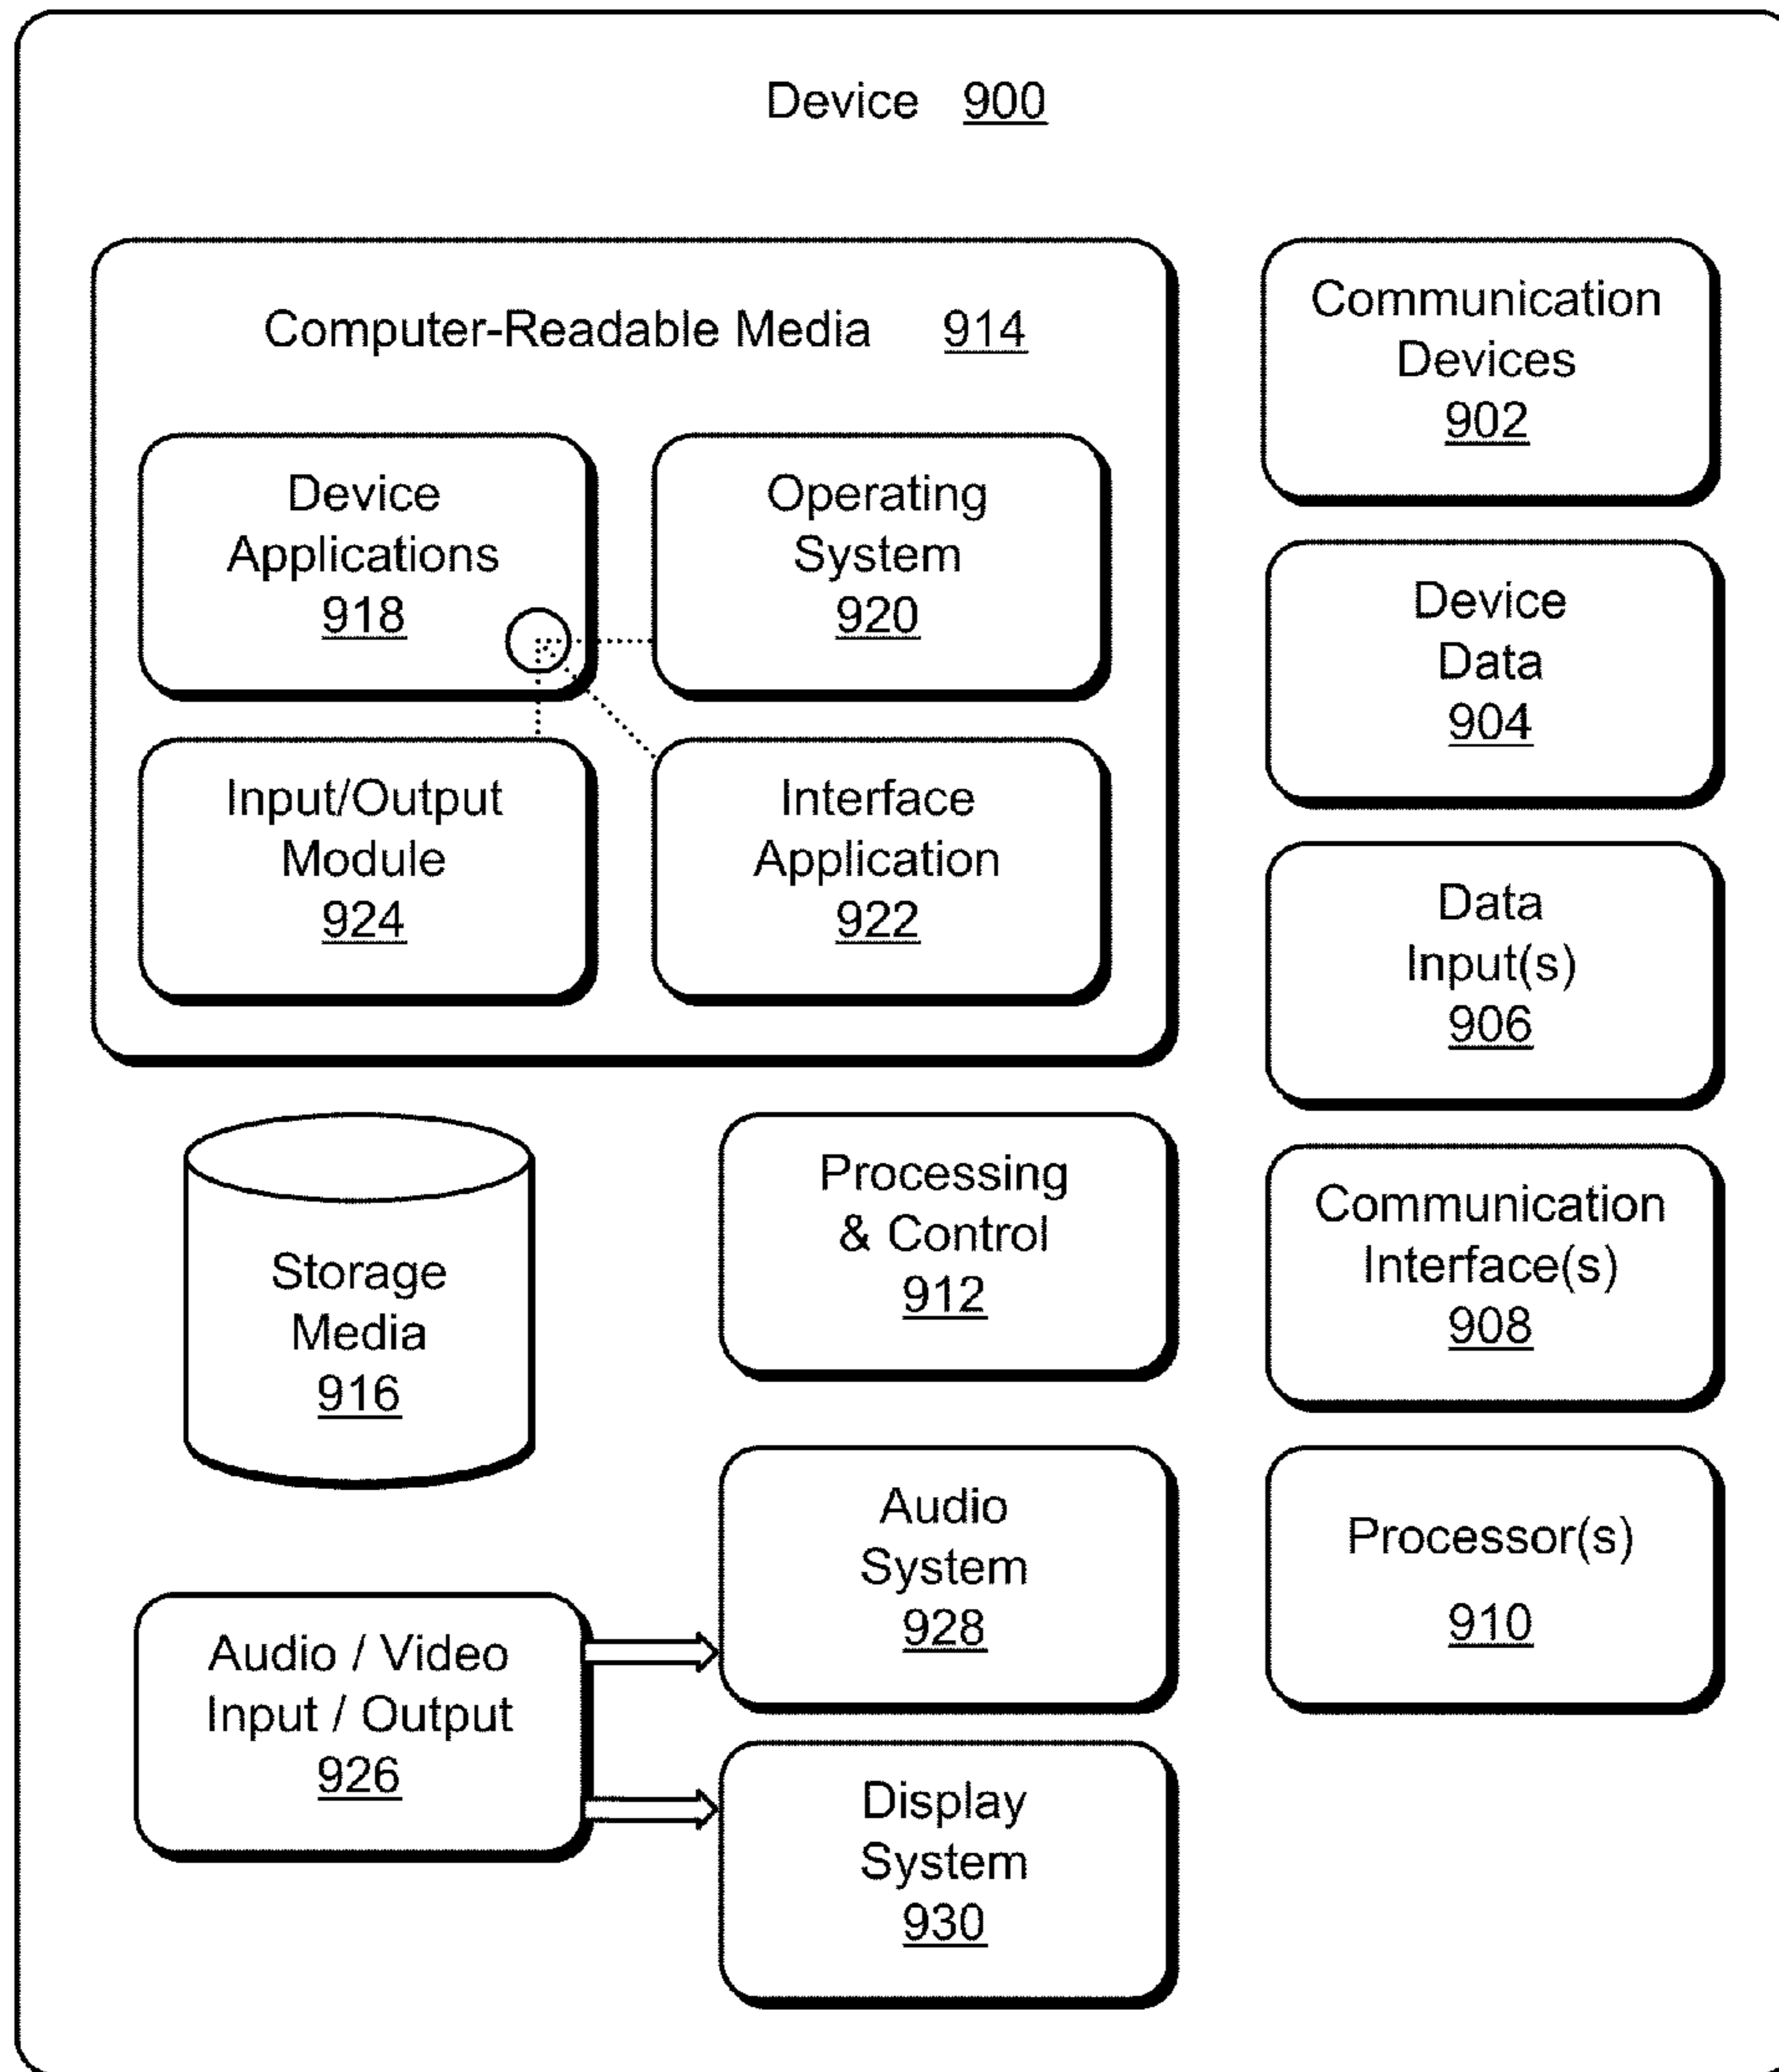 Device 900
Computer-Readable Media 914
Device
Applications
918
Operating
System
920
Input/Output
Module
924
Interface
Application
922
Communication
Devices
902
Device
Data
904
Data
Input(s)
906
Communication
Interface(s)
908
Processor(s)
910
Storage
Media
916
Processing
& Control
912
Audio / Video
Input / Output
926
Audio
System
928
Display
System
930